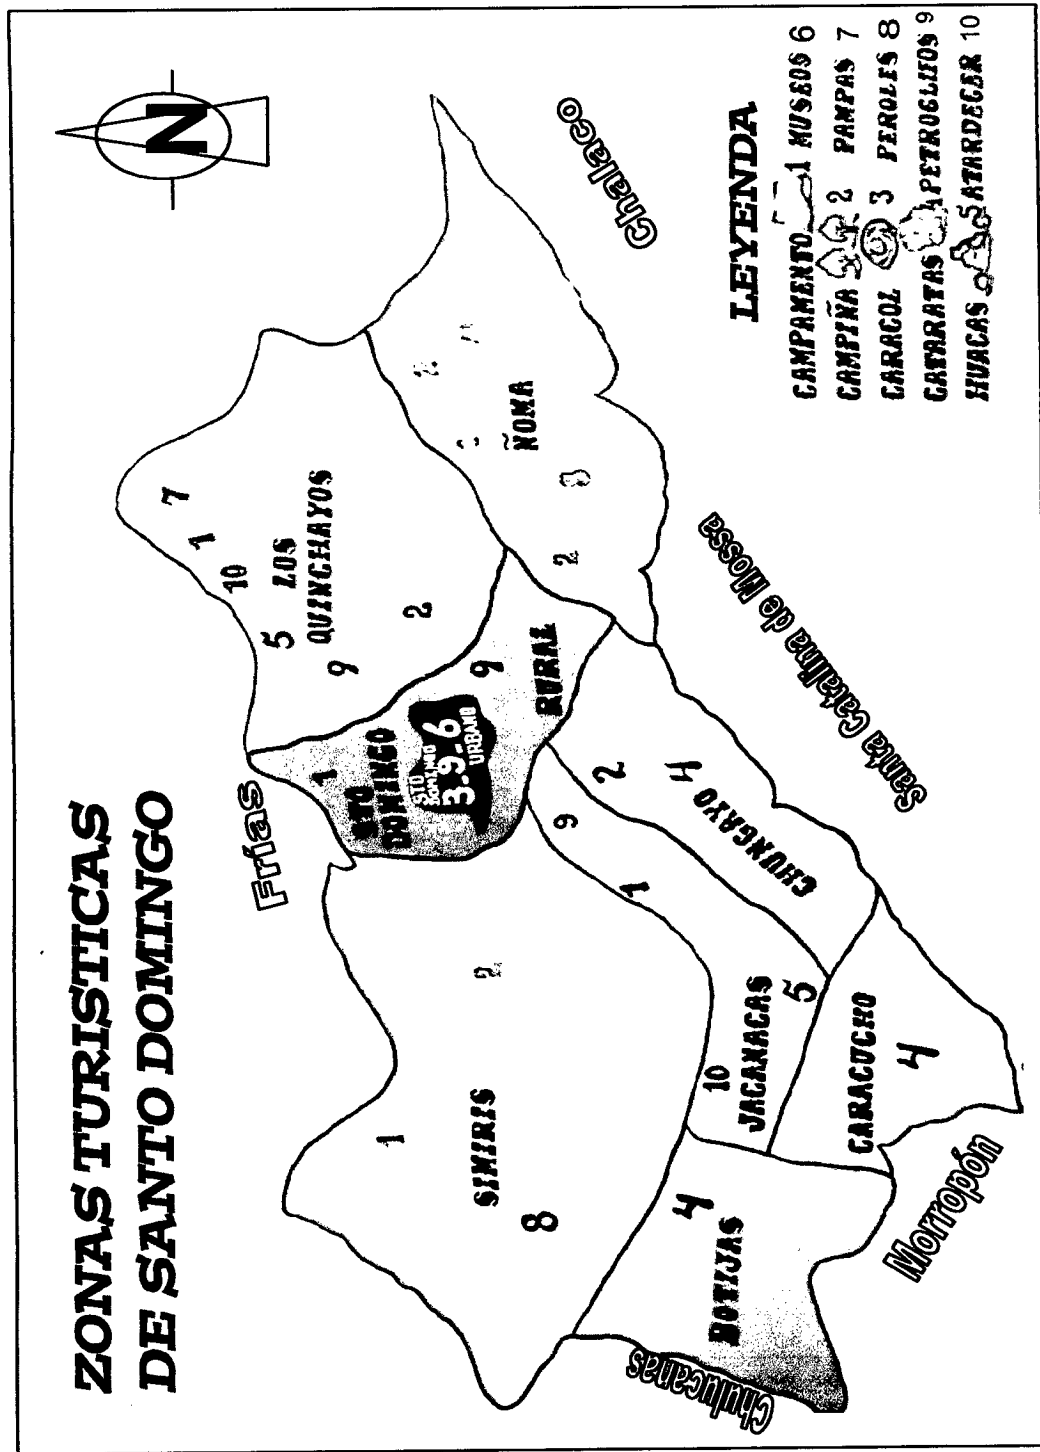 ZONAS TURISTICAS
DE SANTO DOMINGO
N
Frías
Chalaco
Santa Catalina de Mossa
Morropón
Chulucanas
7
1
10
5
ZOS
QUINCHAYOS
9
2
ÑOMA
2
1
STO
DOMINGO
STO
DOMINGO
3-9-6
URBANO
9
RURAL
1
2
SIMIRIS
8
9
1
10
JACANACAS
5
2
4
CHUNGAYO
CARACUCHO
4
4
BOTIJAS
LEYENDA
CAMPAMENTO 1 MUSEOS 6
CAMPIÑA 2 PAMPAS 7
CARACOL 3 PEROLES 8
CATARATAS 4 PETROGLIFOS 9
HUACAS 5 ATARDECER 10